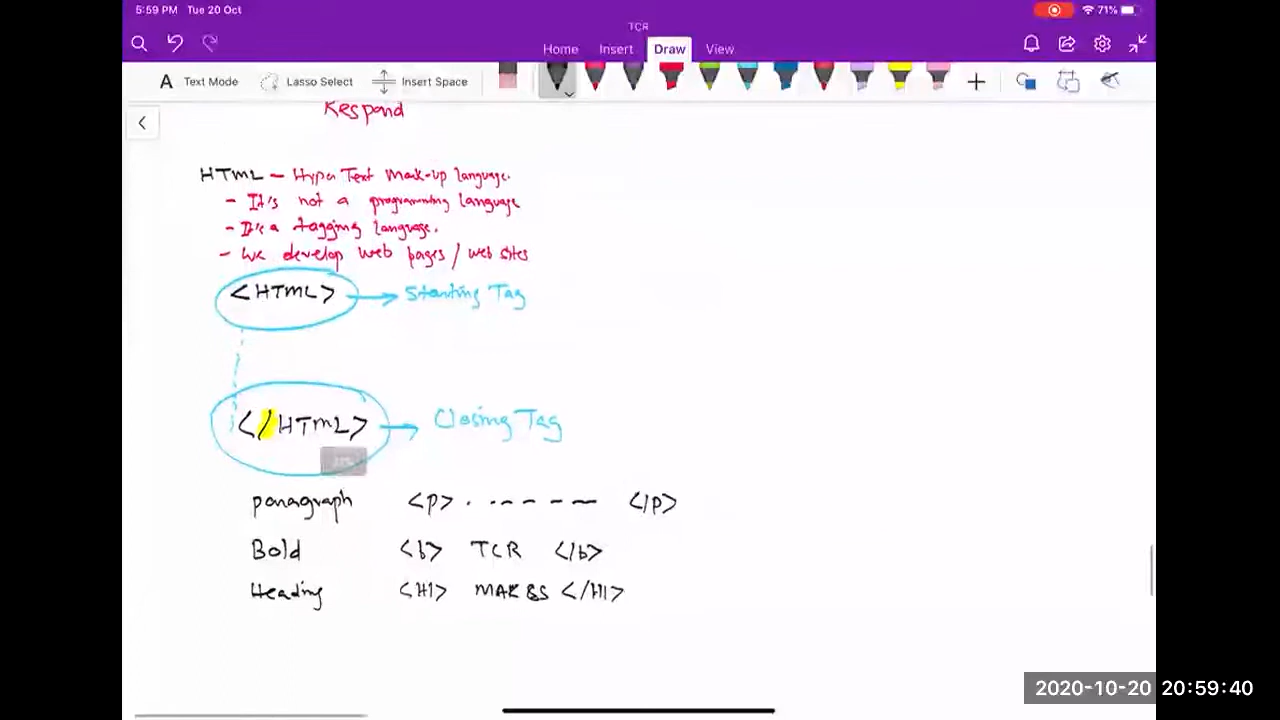 5:59 PM Tue 20 Oct
71%
TCR
Home Insert Draw View
Text Mode Lasso Select Insert Space
Respond
HTML - Hyper Text Mark-up language.
- It's not a programming language
- It's a tagging language.
- We develop web pages / web sites
<HTML> Starting Tag
</HTML> Closing Tag
paragraph <p> . - - - - - </p>
Bold <b> TCR </b>
Heading <H1> </H1>
2020-10-20 20:59:40